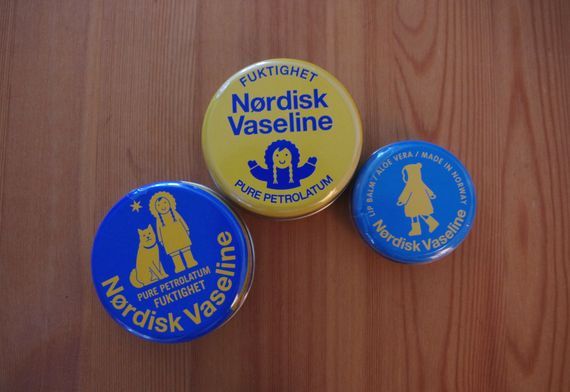 FUKTIGHET
Nørdisk
Vaseline
PURE PETROLATUM
LIP BALM / ALOE VERA / MADE IN NORWAY
Nørdisk Vaseline
PURE PETROLATUM
FUKTIGHET
Nørdisk Vaseline